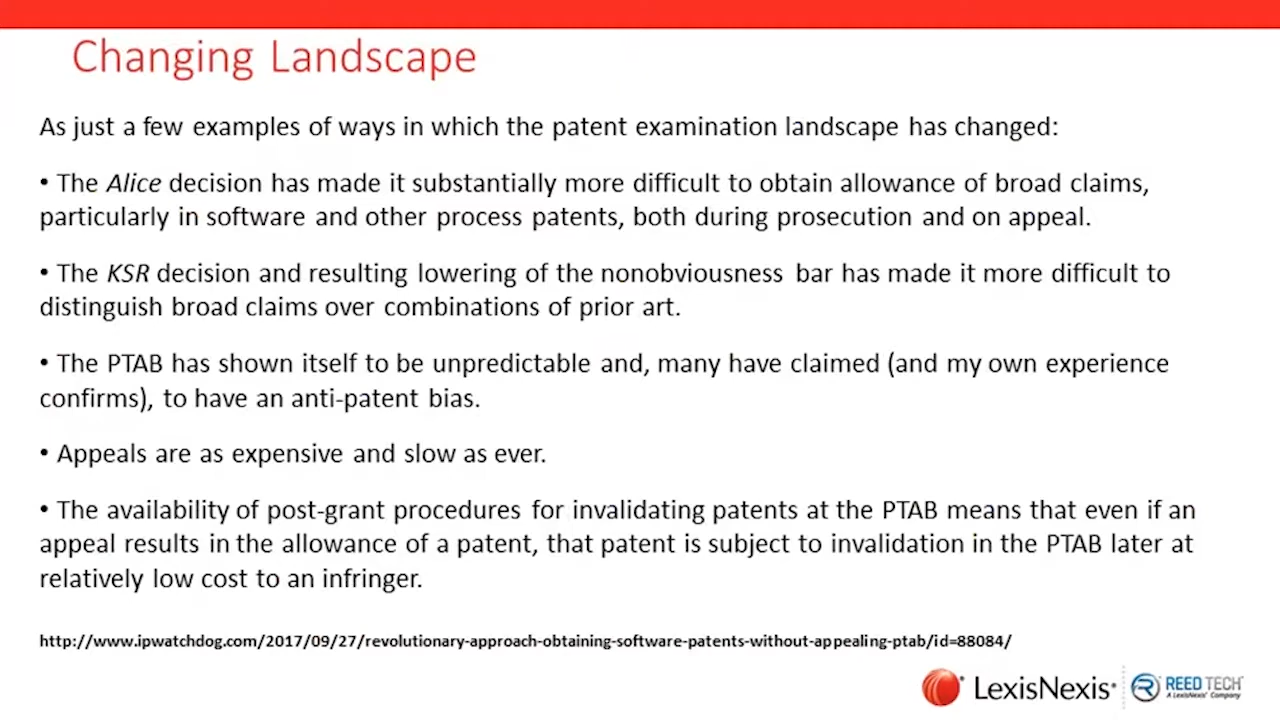 Changing Landscape
As just a few examples of ways in which the patent examination landscape has changed:
• The Alice decision has made it substantially more difficult to obtain allowance of broad claims,
particularly in software and other process patents, both during prosecution and on appeal.
• The KSR decision and resulting lowering of the nonobviousness bar has made it more difficult to
distinguish broad claims over combinations of prior art.
• The PTAB has shown itself to be unpredictable and, many have claimed (and my own experience
confirms), to have an anti-patent bias.
• Appeals are as expensive and slow as ever.
• The availability of post-grant procedures for invalidating patents at the PTAB means that even if an
appeal results in the allowance of a patent, that patent is subject to invalidation in the PTAB later at
relatively low cost to an infringer.
http://www.ipwatchdog.com/2017/09/27/revolutionary-approach-obtaining-software-patents-without-appealing-ptab/id=88084/
LexisNexis®
REED TECH
A LexisNexis® Company